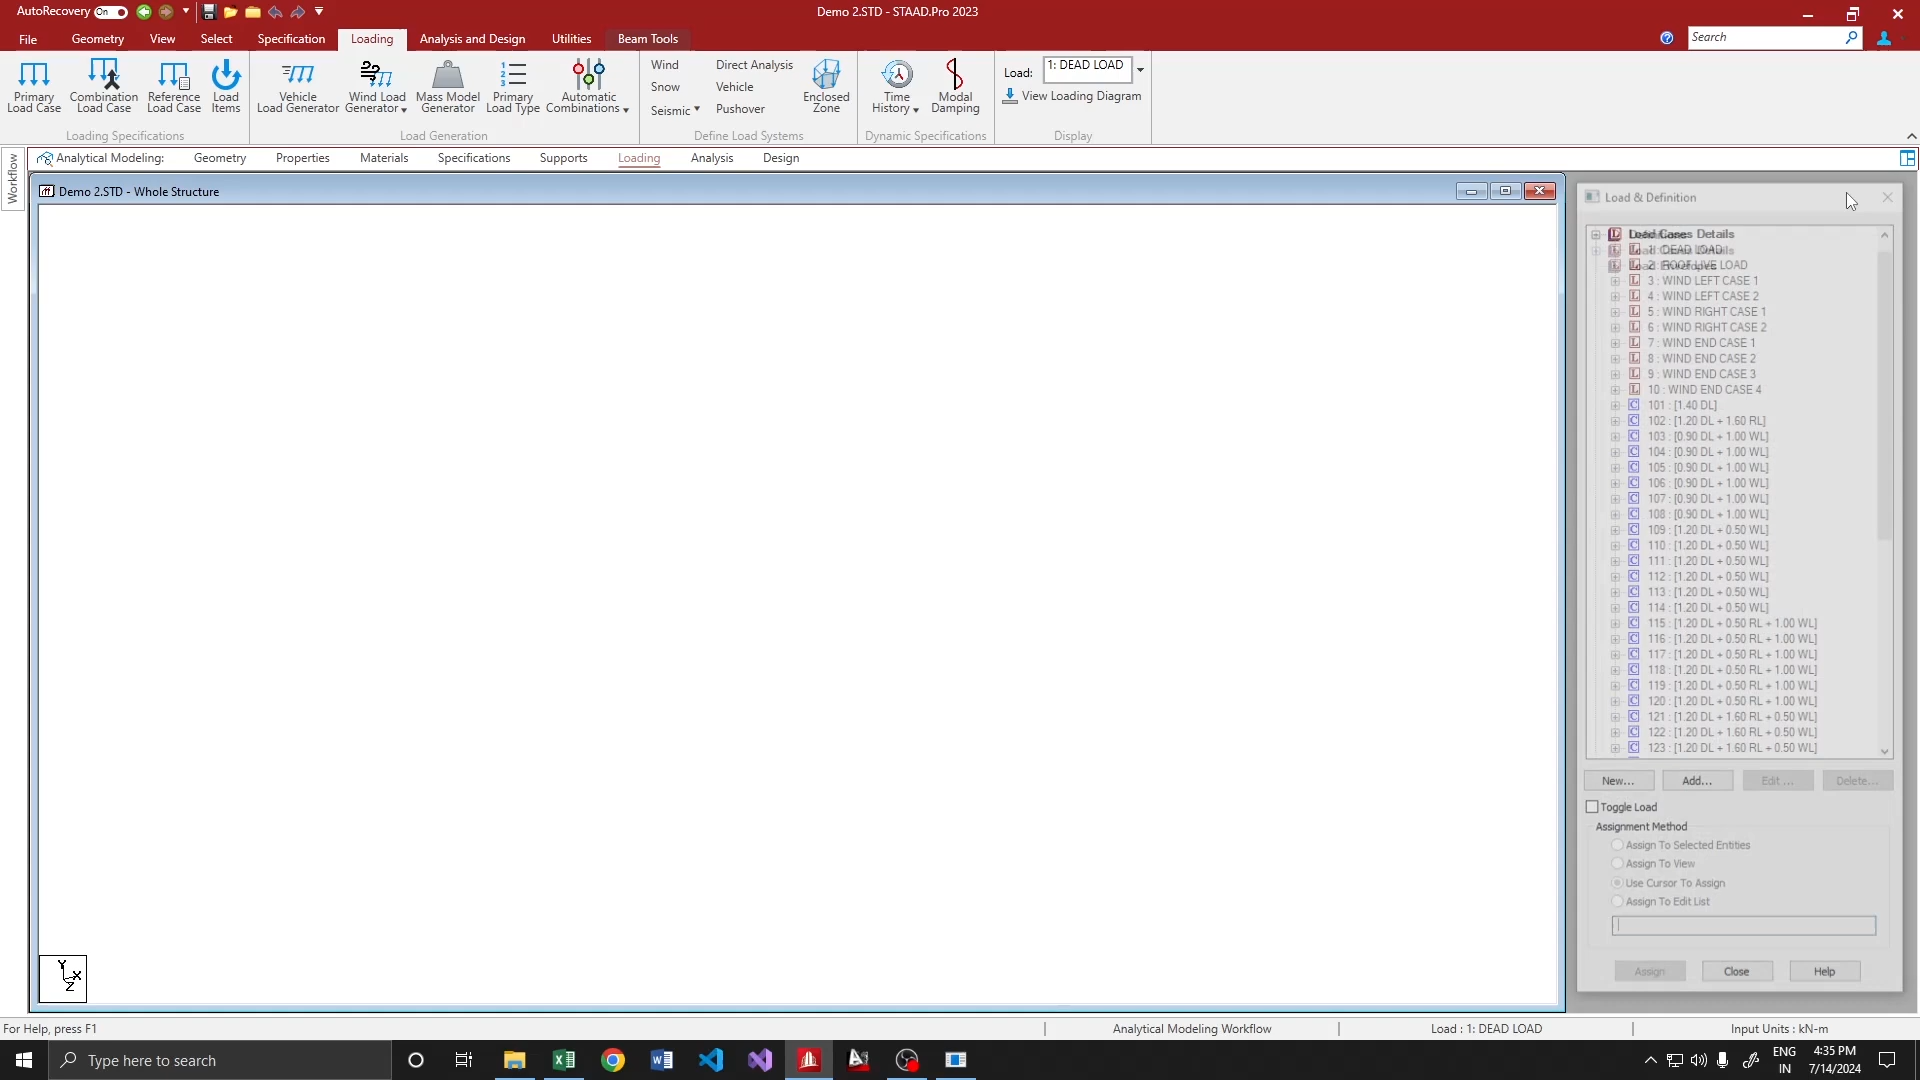 AutoRecovery On
Demo 2.STD - STAAD.Pro 2023
File Geometry View Select Specification Loading Analysis and Design Utilities Beam Tools
Search
Primary Load Case
Combination Load Case
Reference Load Case
Load Items
Loading Specifications
Vehicle Load Generator
Wind Load Generator
Mass Model Generator
Primary Load Type
Automatic Combinations
Load Generation
Wind
Snow
Seismic
Direct Analysis
Vehicle
Pushover
Enclosed Zone
Define Load Systems
Time History
Modal Damping
Dynamic Specifications
Load: 1: DEAD LOAD
View Loading Diagram
Display
Workflow
Analytical Modeling: Geometry Properties Materials Specifications Supports Loading Analysis Design
Demo 2.STD - Whole Structure
Y
X
Z
Load & Definition
Load Cases Details
1 : DEAD LOAD
2 : ROOF LIVE LOAD
3 : WIND LEFT CASE 1
4 : WIND LEFT CASE 2
5 : WIND RIGHT CASE 1
6 : WIND RIGHT CASE 2
7 : WIND END CASE 1
8 : WIND END CASE 2
9 : WIND END CASE 3
10 : WIND END CASE 4
101 : [1.40 DL]
102 : [1.20 DL + 1.60 RL]
103 : [0.90 DL + 1.00 WL]
104 : [0.90 DL + 1.00 WL]
105 : [0.90 DL + 1.00 WL]
106 : [0.90 DL + 1.00 WL]
107 : [0.90 DL + 1.00 WL]
108 : [0.90 DL + 1.00 WL]
109 : [1.20 DL + 0.50 WL]
110 : [1.20 DL + 0.50 WL]
111 : [1.20 DL + 0.50 WL]
112 : [1.20 DL + 0.50 WL]
113 : [1.20 DL + 0.50 WL]
114 : [1.20 DL + 0.50 WL]
115 : [1.20 DL + 0.50 RL + 1.00 WL]
116 : [1.20 DL + 0.50 RL + 1.00 WL]
117 : [1.20 DL + 0.50 RL + 1.00 WL]
118 : [1.20 DL + 0.50 RL + 1.00 WL]
119 : [1.20 DL + 0.50 RL + 1.00 WL]
120 : [1.20 DL + 0.50 RL + 1.00 WL]
121 : [1.20 DL + 1.60 RL + 0.50 WL]
122 : [1.20 DL + 1.60 RL + 0.50 WL]
123 : [1.20 DL + 1.60 RL + 0.50 WL]
New... Add... Edit ... Delete...
Toggle Load
Assignment Method
Assign To Selected Entities
Assign To View
Use Cursor To Assign
Assign To Edit List
Assign Close Help
For Help, press F1
Analytical Modeling Workflow
Load : 1: DEAD LOAD
Input Units : kN-m
Type here to search
ENG
IN
4:35 PM
7/14/2024